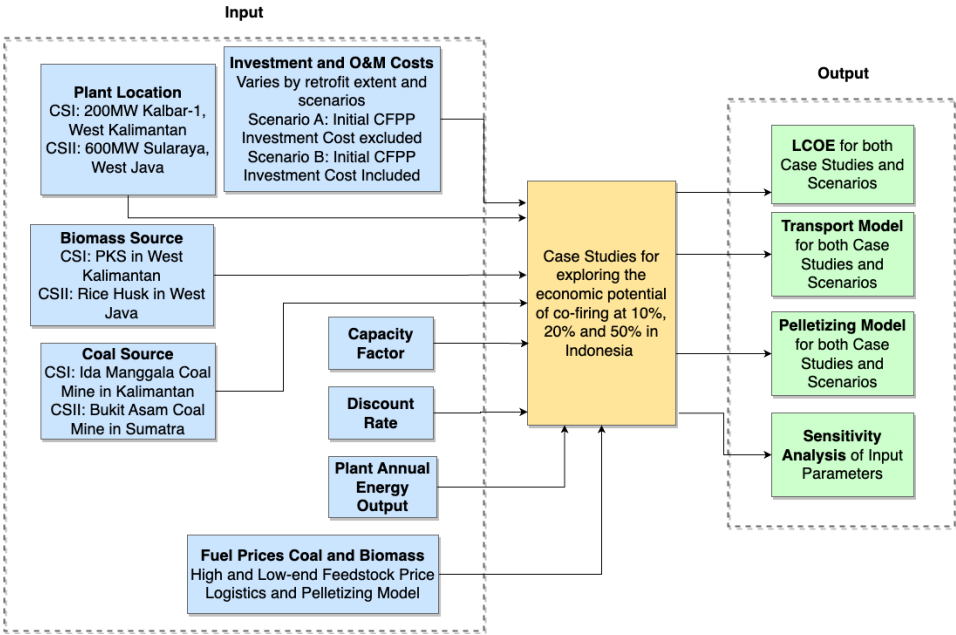 Input
Plant Location
CSI: 200MW Kalbar-1,
West Kalimantan
CSII: 600MW Sularaya,
West Java
Investment and O&M Costs
Varies by retrofit extent and
scenarios
Scenario A: Initial CFPP
Investment Cost excluded
Scenario B: Initial CFPP
Investment Cost Included
Biomass Source
CSI: PKS in West
Kalimantan
CSII: Rice Husk in West
Java
Coal Source
CSI: Ida Manggala Coal
Mine in Kalimantan
CSII: Bukit Asam Coal
Mine in Sumatra
Capacity
Factor
Discount
Rate
Plant Annual
Energy
Output
Fuel Prices Coal and Biomass
High and Low-end Feedstock Price
Logistics and Pelletizing Model
Case Studies for
exploring the
economic potential
of co-firing at 10%,
20% and 50% in
Indonesia
Output
LCOE for both
Case Studies and
Scenarios
Transport Model
for both Case
Studies and
Scenarios
Pelletizing Model
for both Case
Studies and
Scenarios
Sensitivity
Analysis of Input
Parameters